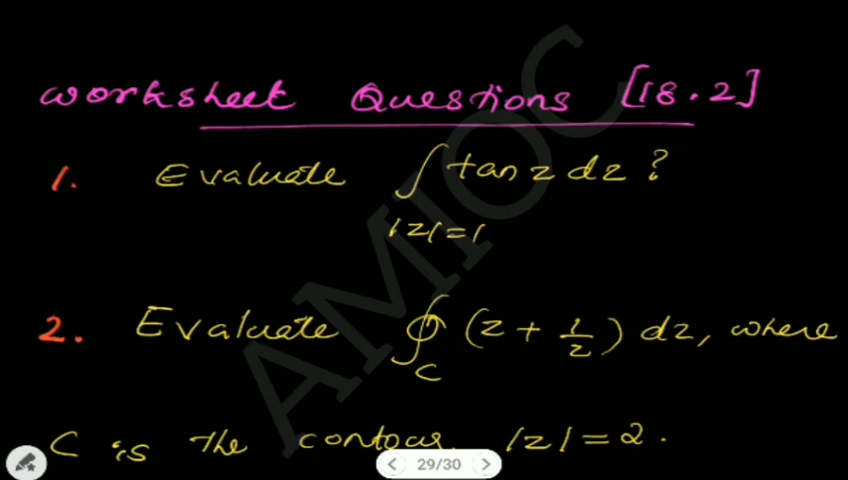 Worksheet Questions [18.2]
1. Evaluate ∫ tan z dz ?
|z|=1
2. Evaluate ∮ (z + 1/z) dz, where
C
C is the contour |z| = 2.
29/30
AMIOC